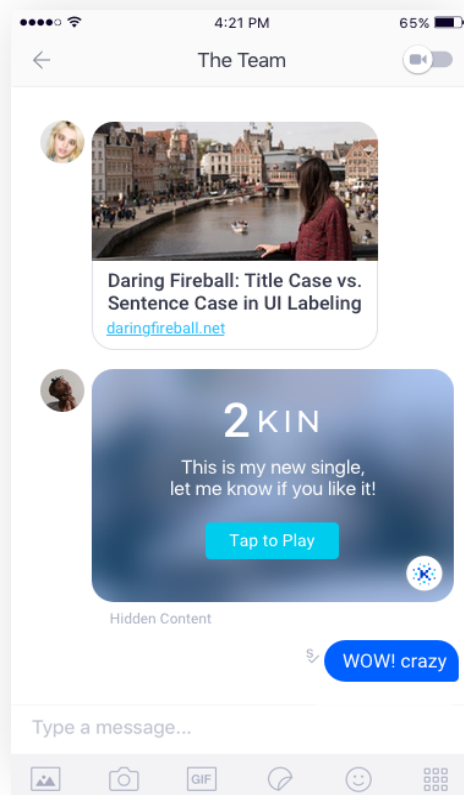 4:21 PM
65%
The Team
Daring Fireball: Title Case vs.
Sentence Case in UI Labeling
daringfireball.net
2 KIN
This is my new single,
let me know if you like it!
Tap to Play
K
Hidden Content
S
WOW! crazy
Type a message...
GIF